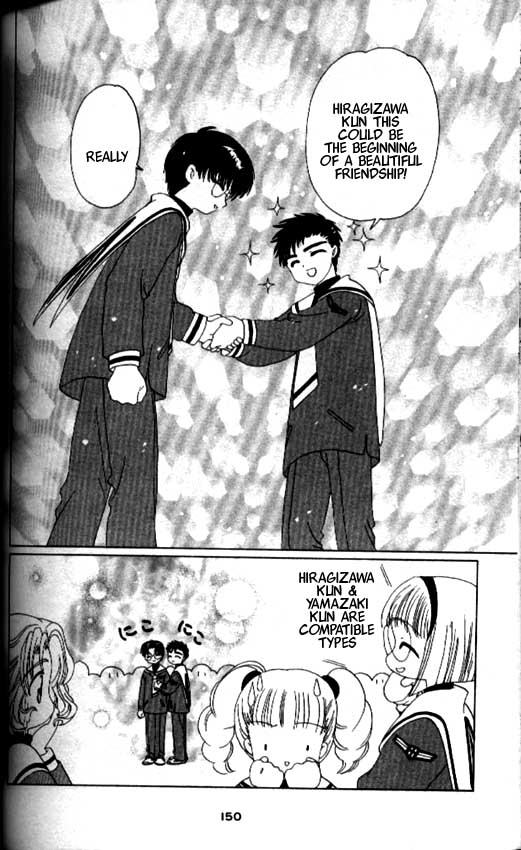 HIRAGIZAWA
KUN THIS
COULD BE
THE BEGINNING
OF A BEAUTIFUL
FRIENDSHIP!
REALLY
HIRAGIZAWA
KUN &
YAMAZAKI
KUN ARE
COMPATIBLE
TYPES
にこ にこ
150